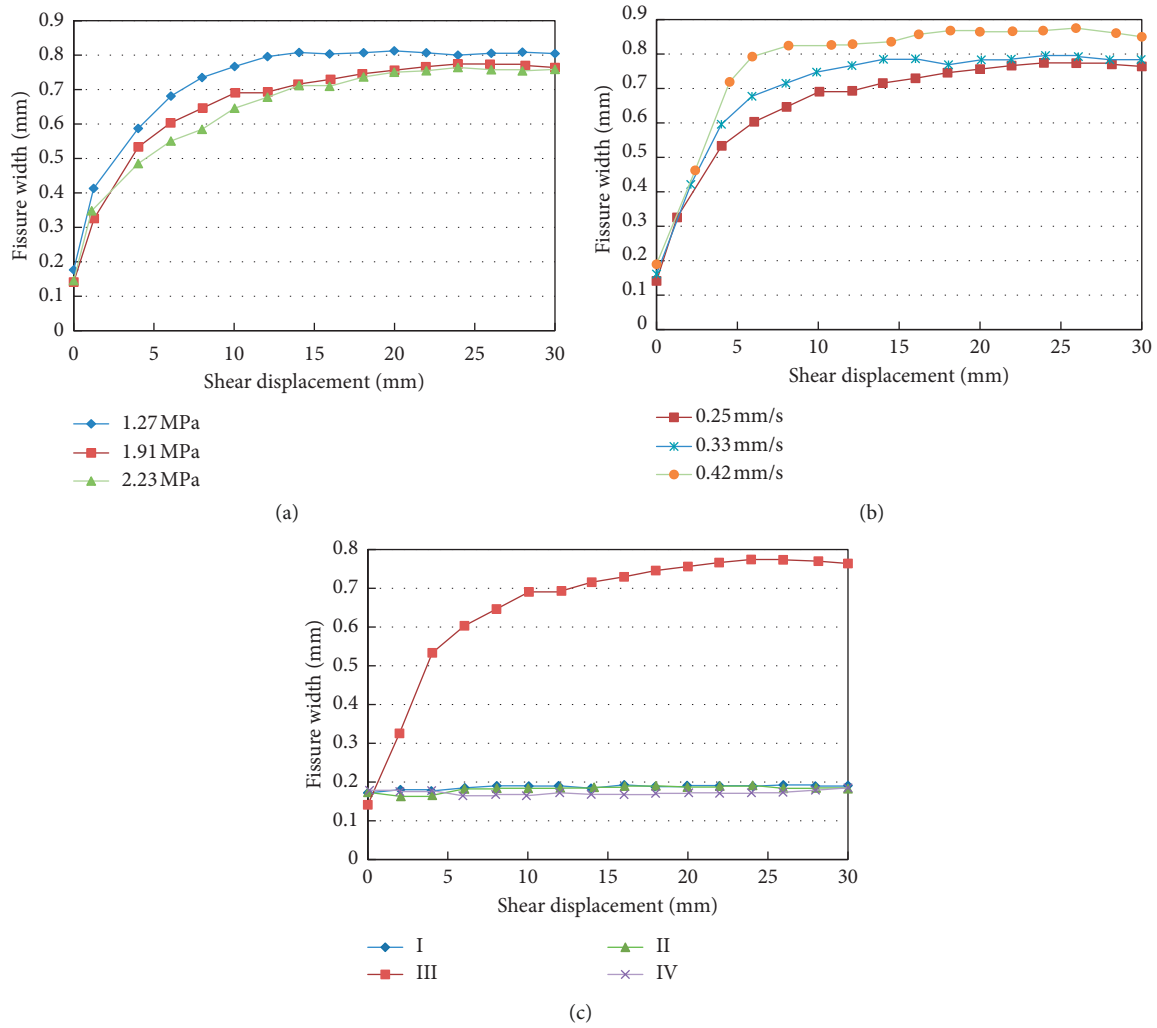 0.9
0.8
0.7
0.6
0.5
0.4
0.3
0.2
0.1
0
Fissure width (mm)
0 5 10 15 20 25 30
Shear displacement (mm)
1.27 MPa
1.91 MPa
2.23 MPa
(a)
0.9
0.8
0.7
0.6
0.5
0.4
0.3
0.2
0.1
0
Fissure width (mm)
0 5 10 15 20 25 30
Shear displacement (mm)
0.25 mm/s
0.33 mm/s
0.42 mm/s
(b)
0.8
0.7
0.6
0.5
0.4
0.3
0.2
0.1
0
Fissure width (mm)
0 5 10 15 20 25 30
Shear displacement (mm)
I II
III IV
(c)